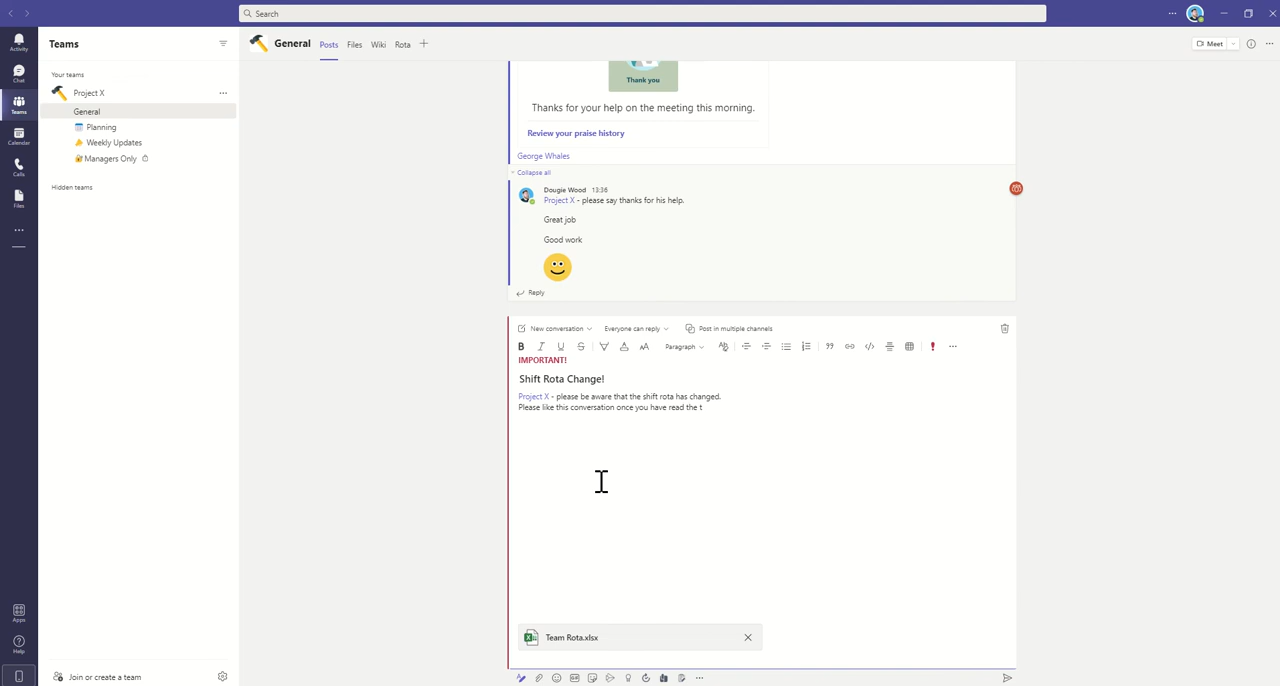 Search
Activity
Chat
Teams
Calendar
Calls
Files
Apps
Help
Teams
Your teams
Project X
General
Planning
Weekly Updates
Managers Only
Hidden teams
Join or create a team
General Posts Files Wiki Rota
Meet
Thank you
Thanks for your help on the meeting this morning.
Review your praise history
George Whales
Collapse all
Dougie Wood 13:36
Project X - please say thanks for his help.
Great job
Good work
Reply
New conversation Everyone can reply Post in multiple channels
B I U S AA Paragraph
IMPORTANT!
Shift Rota Change!
Project X - please be aware that the shift rota has changed.
Please like this conversation once you have read the t
Team Rota.xlsx